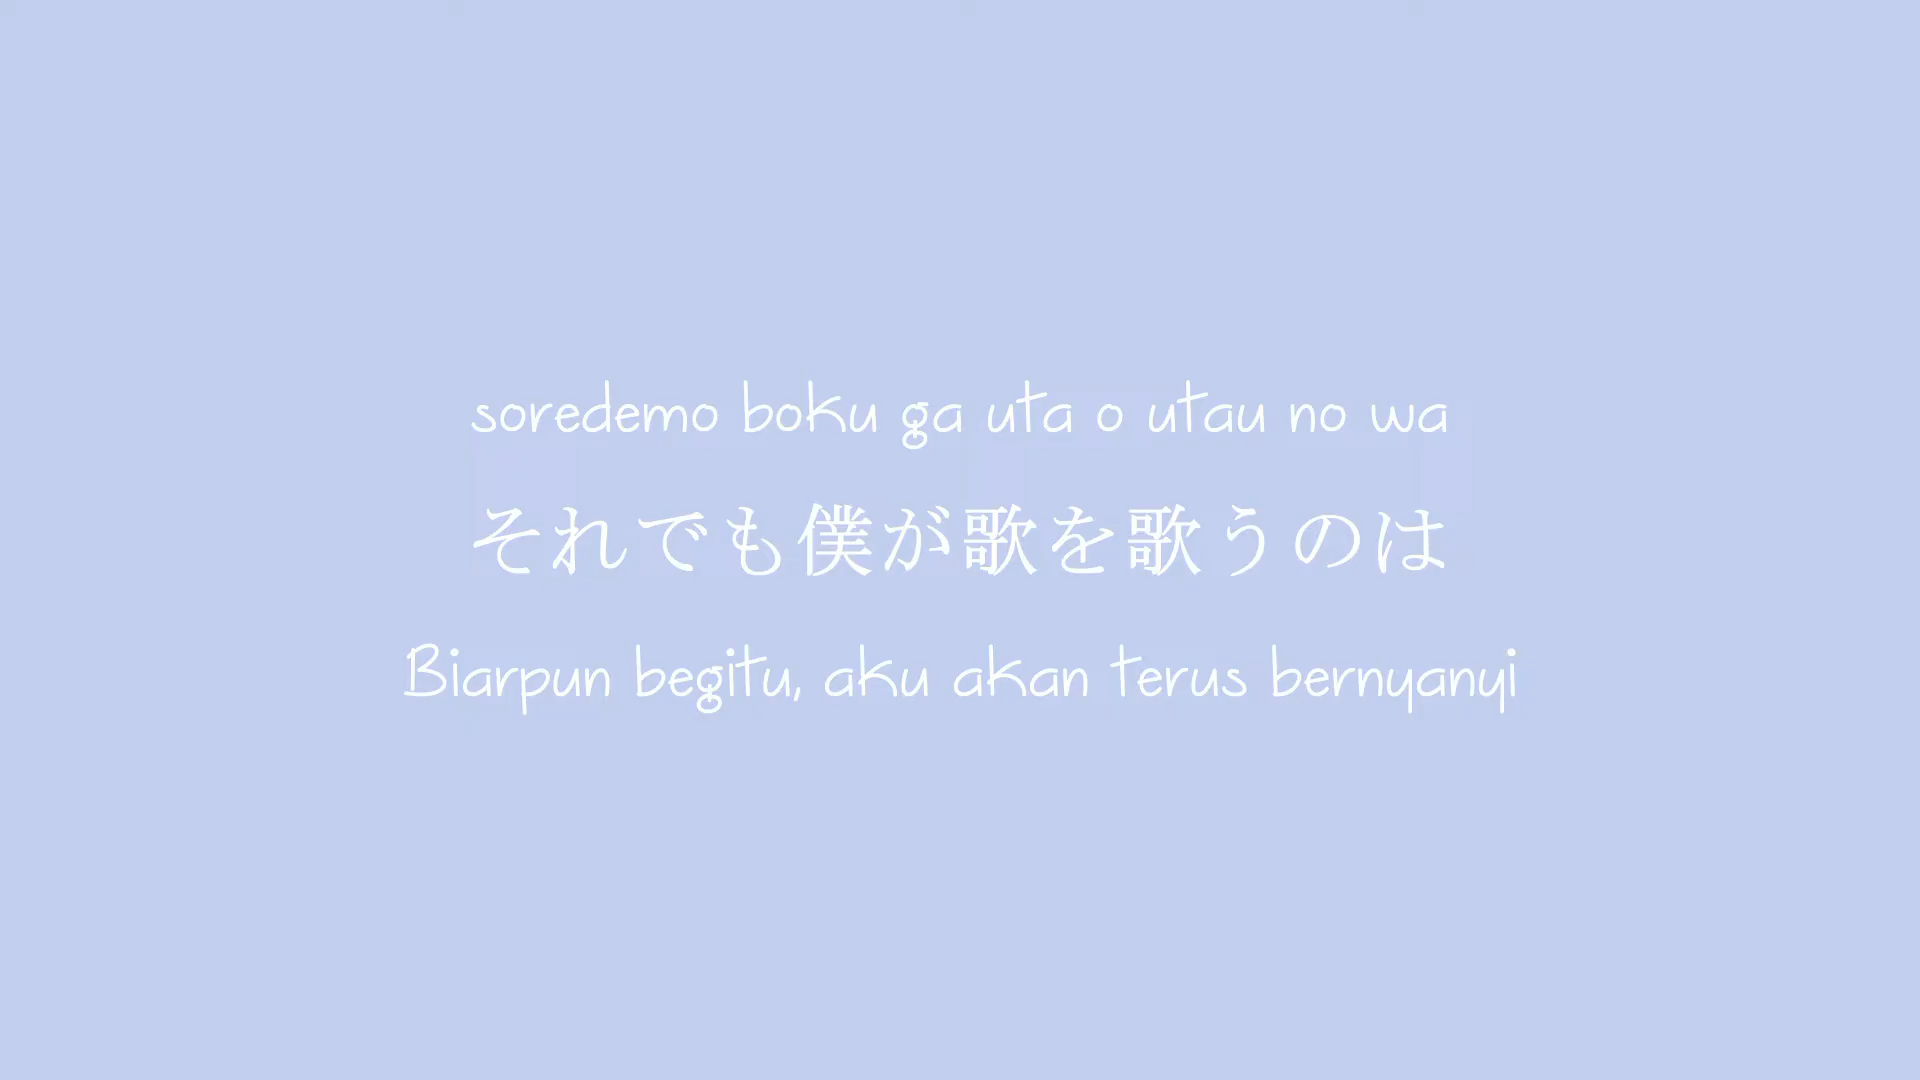 soredemo boku ga uta o utau no wa
それでも僕が歌を歌うのは
Biarpun begitu, aku akan terus bernyanyi